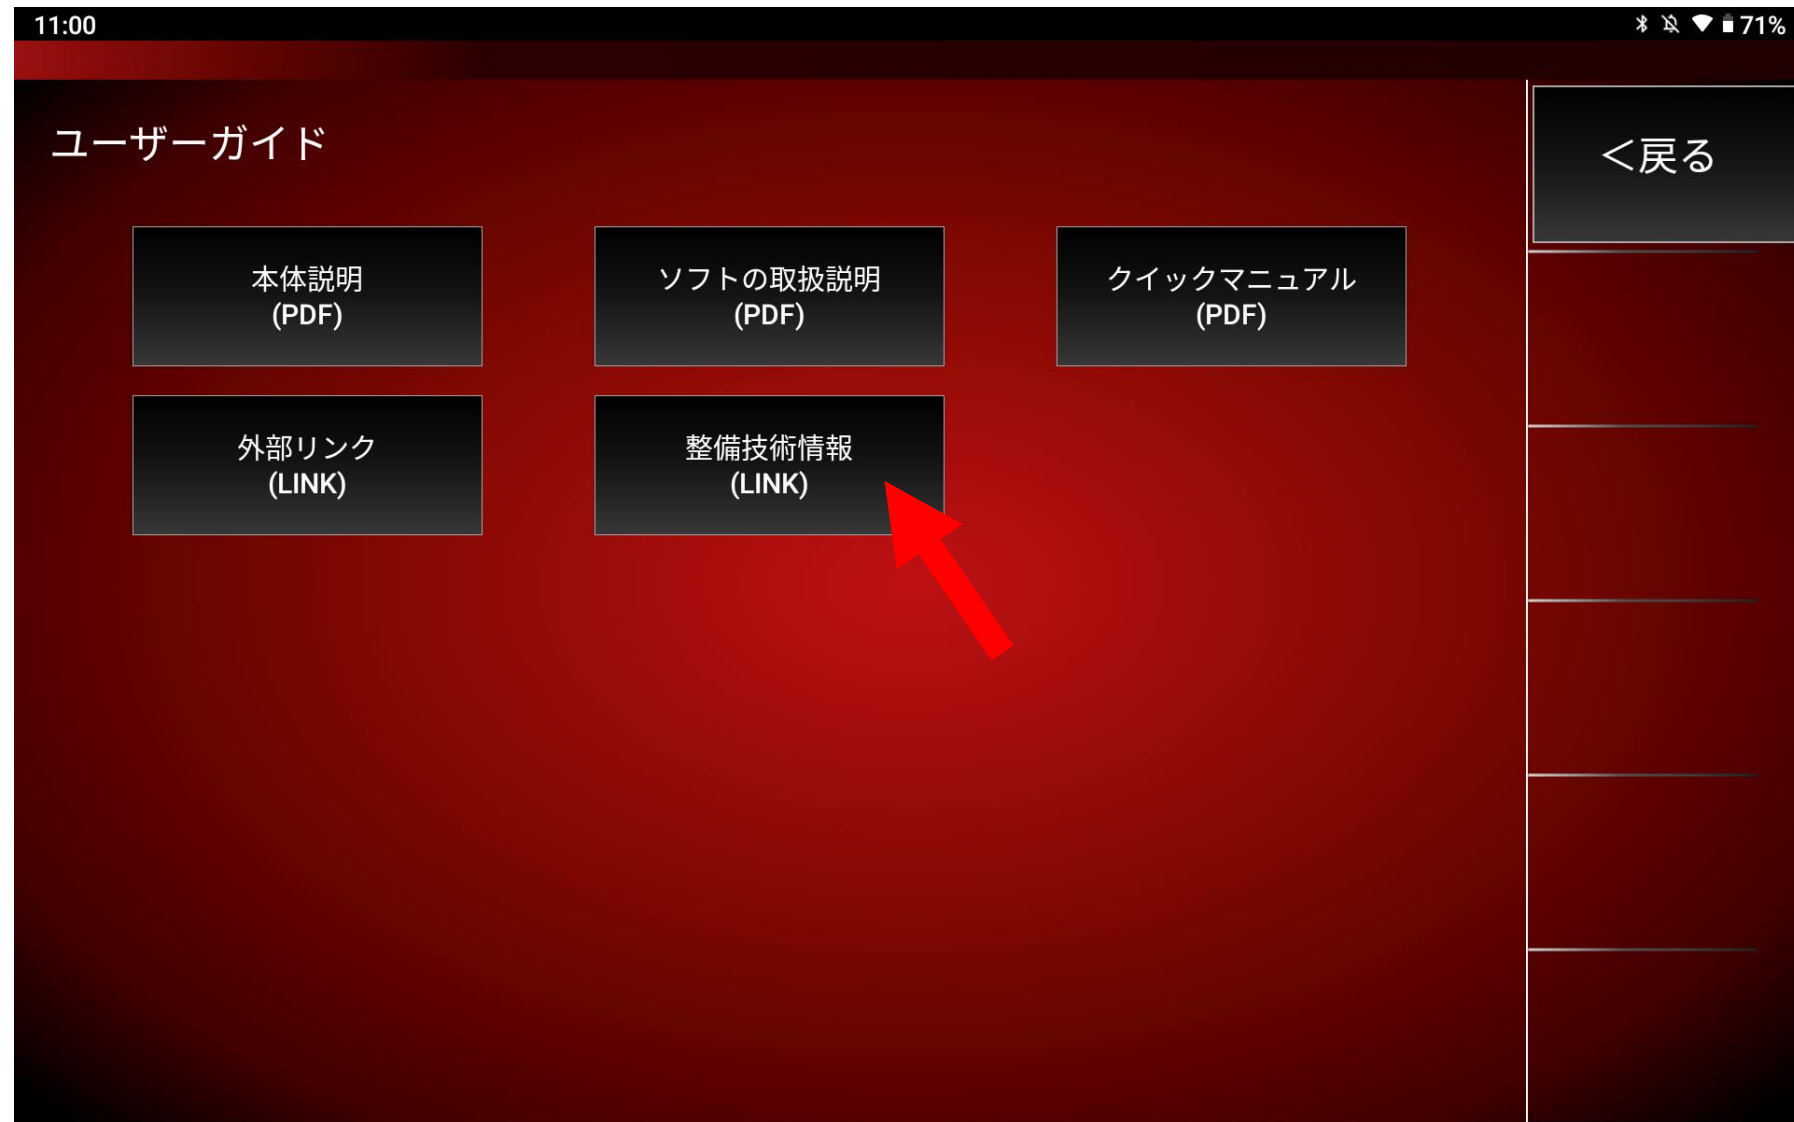 11:00
71%
ユーザーガイド
<戻る
本体説明
(PDF)
ソフトの取扱説明
(PDF)
クイックマニュアル
(PDF)
外部リンク
(LINK)
整備技術情報
(LINK)